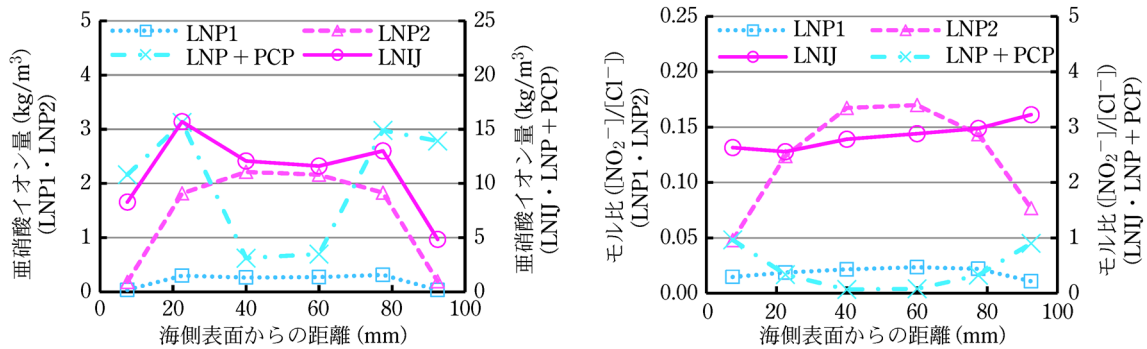 LNP1
LNP2
LNP＋PCP
LNIJ
亜硝酸イオン量 (kg/m³)
(LNP1・LNP2)
5
4
3
2
1
0
25
20
15
10
5
0
亜硝酸イオン量 (kg/m³)
(LNIJ・LNP＋PCP)
0
20
40
60
80
100
海側表面からの距離 (mm)
LNP1
LNP2
LNIJ
LNP＋PCP
モル比 ([NO₂⁻]/[Cl⁻])
(LNP1・LNP2)
0.25
0.20
0.15
0.10
0.05
0.00
5
4
3
2
1
0
モル比 ([NO₂⁻]/[Cl⁻])
(LNIJ・LNP＋PCP)
0
20
40
60
80
100
海側表面からの距離 (mm)